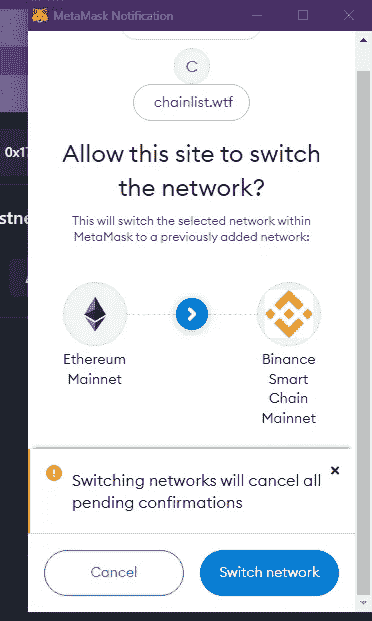 MetaMask Notification
C
chainlist.wtf
Allow this site to switch
the network?
This will switch the selected network within
MetaMask to a previously added network:
Ethereum
Mainnet
Binance
Smart
Chain
Mainnet
Switching networks will cancel all
pending confirmations
Cancel
Switch network
0x17
stne